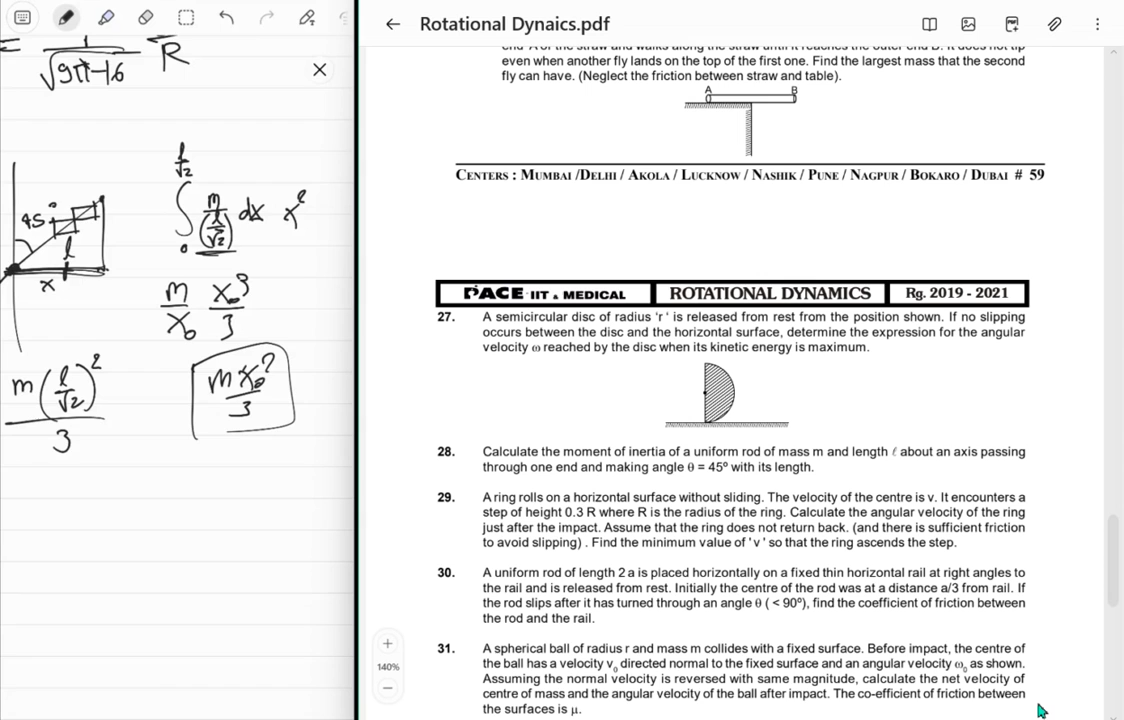 = 1/√9π-16 R
Rotational Dynaics.pdf
even when another fly lands on the top of the first one. Find the largest mass that the second
fly can have. (Neglect the friction between straw and table).
A B
CENTERS : MUMBAI /DELHI / AKOLA / LUCKNOW / NASHIK / PUNE / NAGPUR / BOKARO / DUBAI # 59
PACE IIT & MEDICAL ROTATIONAL DYNAMICS Rg. 2019 - 2021
27. A semicircular disc of radius 'r' is released from rest from the position shown. If no slipping
occurs between the disc and the horizontal surface, determine the expression for the angular
velocity ω reached by the disc when its kinetic energy is maximum.
28. Calculate the moment of inertia of a uniform rod of mass m and length ℓ about an axis passing
through one end and making angle θ = 45º with its length.
29. A ring rolls on a horizontal surface without sliding. The velocity of the centre is v. It encounters a
step of height 0.3 R where R is the radius of the ring. Calculate the angular velocity of the ring
just after the impact. Assume that the ring does not return back. (and there is sufficient friction
to avoid slipping) . Find the minimum value of 'v' so that the ring ascends the step.
30. A uniform rod of length 2 a is placed horizontally on a fixed thin horizontal rail at right angles to
the rail and is released from rest. Initially the centre of the rod was at a distance a/3 from rail. If
the rod slips after it has turned through an angle θ ( < 90º), find the coefficient of friction between
the rod and the rail.
31. A spherical ball of radius r and mass m collides with a fixed surface. Before impact, the centre of
the ball has a velocity v₀ directed normal to the fixed surface and an angular velocity ω₀ as shown.
Assuming the normal velocity is reversed with same magnitude, calculate the net velocity of
centre of mass and the angular velocity of the ball after impact. The co-efficient of friction between
the surfaces is μ.
140%
45°
l
x
l/√2
∫ m/(l/√2) dx x²
0
m/x₀ x₀³/3
m(l/√2)²/3
mx₀²/3